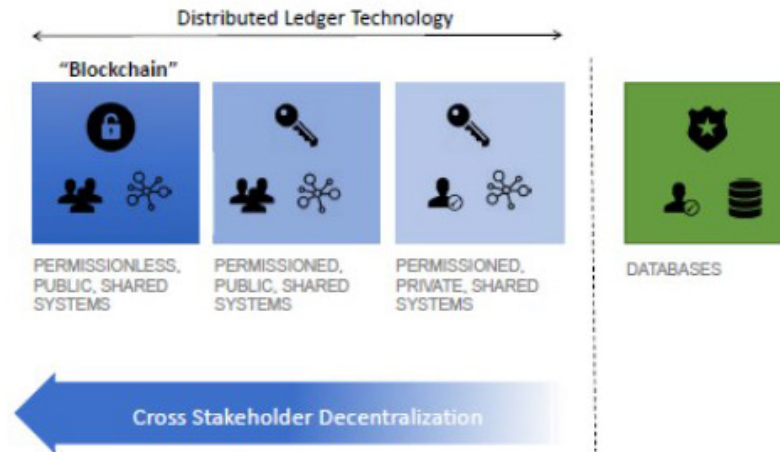 Distributed Ledger Technology
“Blockchain”
PERMISSIONLESS,
PUBLIC, SHARED
SYSTEMS
PERMISSIONED,
PUBLIC, SHARED
SYSTEMS
PERMISSIONED,
PRIVATE, SHARED
SYSTEMS
DATABASES
Cross Stakeholder Decentralization